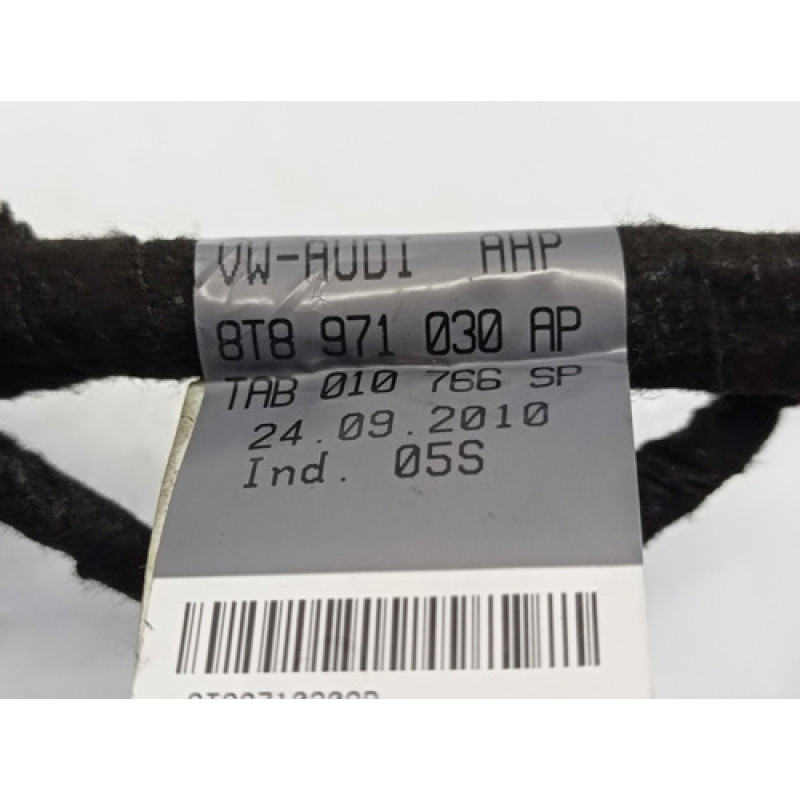 VW-AUDI AHP
8T8 971 030 AP
TAB 010 766 SP
24.09.2010
Ind. 05S